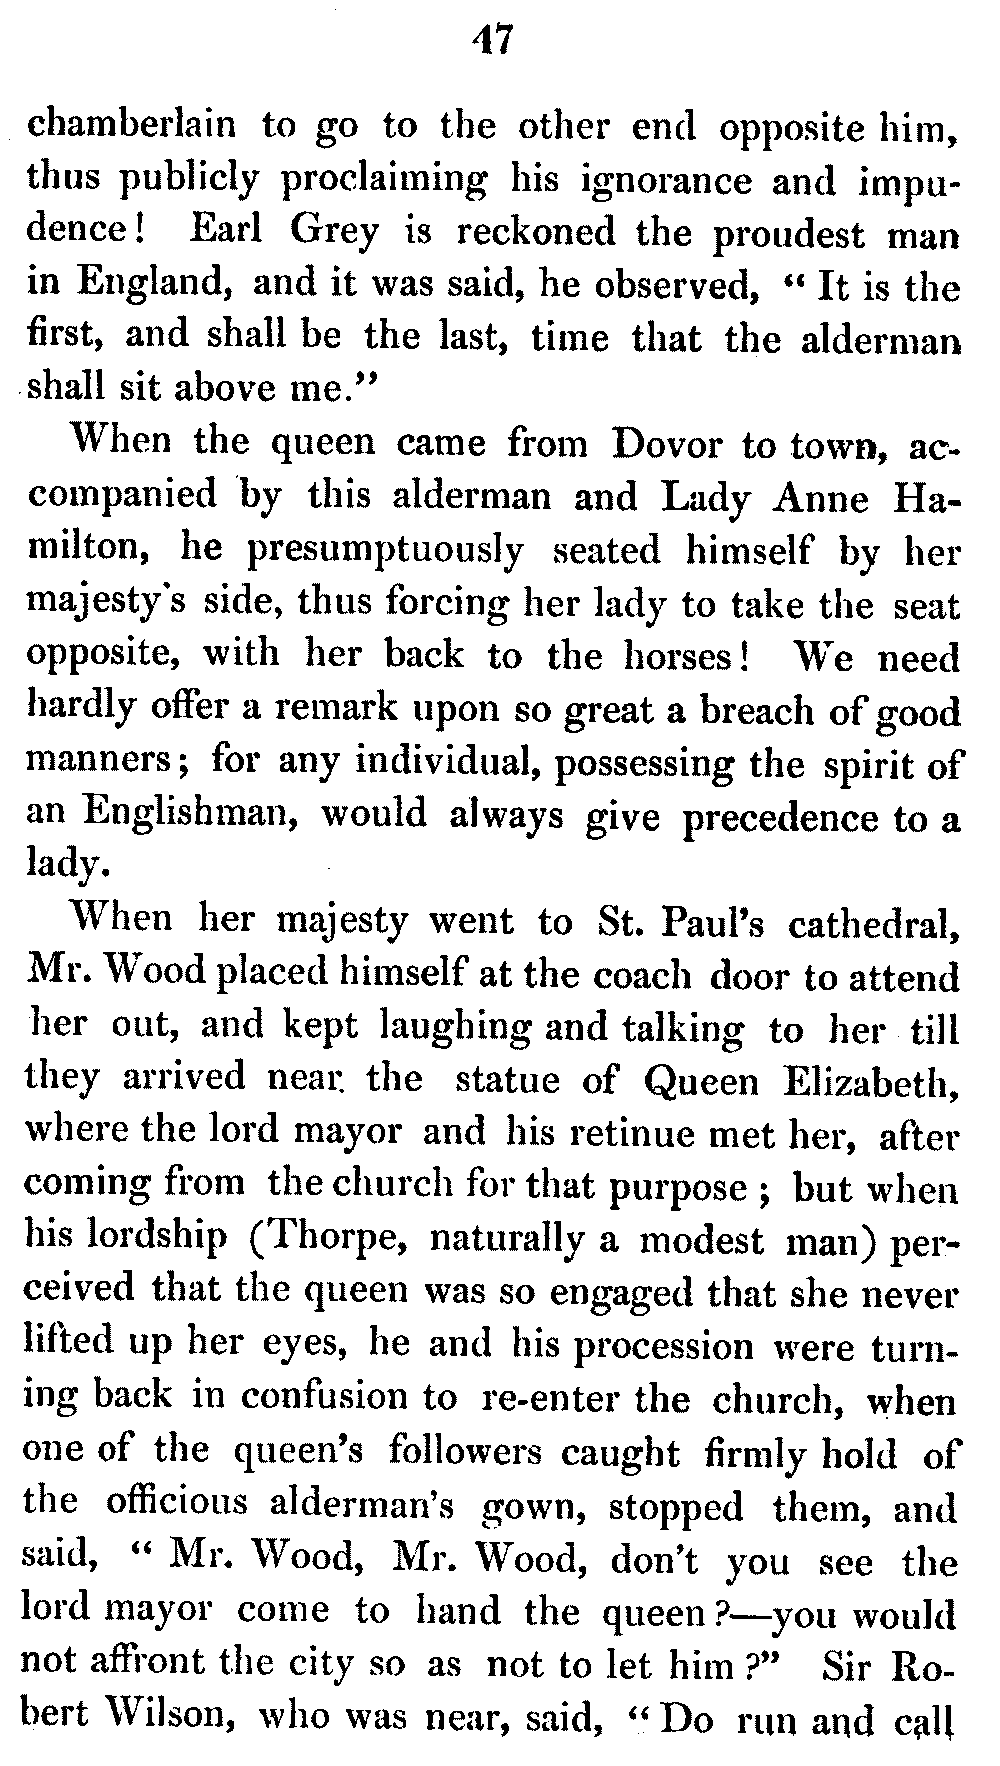 47
chamberlain to go to the other end opposite him,
thus publicly proclaiming his ignorance and impu-
dence! Earl Grey is reckoned the proudest man
in England, and it was said, he observed, “ It is the
first, and shall be the last, time that the alderman
shall sit above me.”
When the queen came from Dovor to town, ac-
companied by this alderman and Lady Anne Ha-
milton, he presumptuously seated himself by her
majesty's side, thus forcing her lady to take the seat
opposite, with her back to the horses! We need
hardly offer a remark upon so great a breach of good
manners; for any individual, possessing the spirit of
an Englishman, would always give precedence to a
lady.
When her majesty went to St. Paul’s cathedral,
Mr. Wood placed himself at the coach door to attend
her out, and kept laughing and talking to her till
they arrived near the statue of Queen Elizabeth,
where the lord mayor and his retinue met her, after
coming from the church for that purpose ; but when
his lordship (Thorpe, naturally a modest man) per-
ceived that the queen was so engaged that she never
lifted up her eyes, he and his procession were turn-
ing back in confusion to re-enter the church, when
one of the queen’s followers caught firmly hold of
the officious alderman’s gown, stopped them, and
said, “ Mr. Wood, Mr. Wood, don’t you see the
lord mayor come to hand the queen?—you would
not affront the city so as not to let him?” Sir Ro-
bert Wilson, who was near, said, “ Do run and call